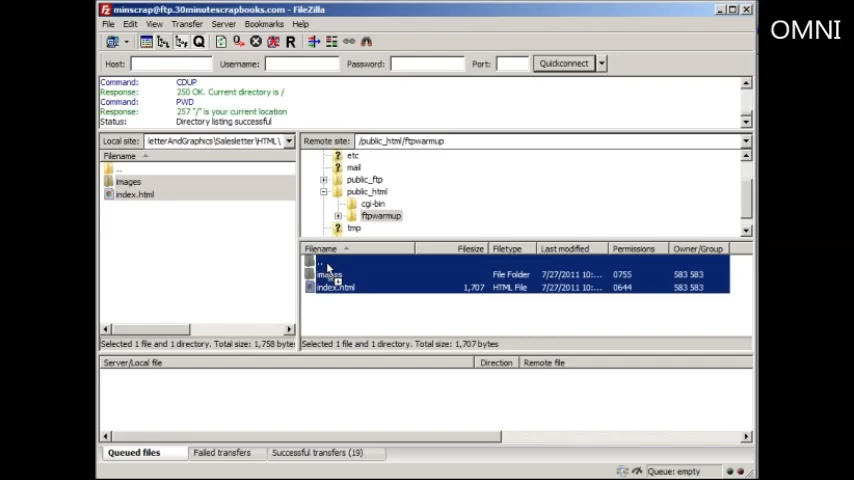 minscrap@ftp.30minutescrapbooks.com - FileZilla
OMNI
File Edit View Transfer Server Bookmarks Help
Host: Username: Password: Port: Quickconnect
Command: CDUP
Response: 250 OK. Current directory is /
Command: PWD
Response: 257 "/" is your current location
Status: Directory listing successful
Local site: letterAndGraphics\Salesletter\HTML\
Remote site: /public_html/ftpwarmup
Filename
..
images
index.html
etc
mail
public_ftp
public_html
cgi-bin
ftpwarmup
tmp
Filename Filesize Filetype Last modified Permissions Owner/Group
..
images File Folder 7/27/2011 10:... 0755 583 583
index.html 1,707 HTML File 7/27/2011 10:... 0644 583 583
Selected 1 file and 1 directory. Total size: 1,758 bytes
Selected 1 file and 1 directory. Total size: 1,707 bytes
Server/Local file Direction Remote file
Queued files Failed transfers Successful transfers (19)
Queue: empty